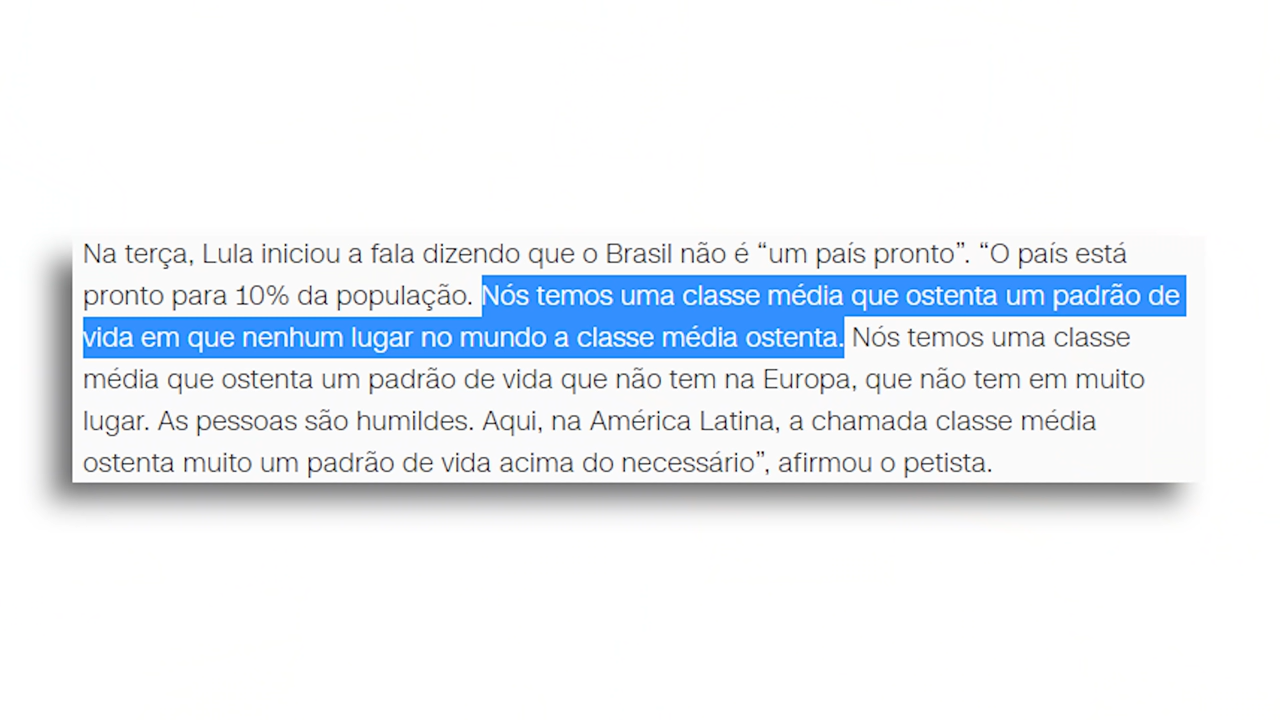 Na terça, Lula iniciou a fala dizendo que o Brasil não é “um país pronto”. “O país está
pronto para 10% da população. Nós temos uma classe média que ostenta um padrão de
vida em que nenhum lugar no mundo a classe média ostenta. Nós temos uma classe
média que ostenta um padrão de vida que não tem na Europa, que não tem em muito
lugar. As pessoas são humildes. Aqui, na América Latina, a chamada classe média
ostenta muito um padrão de vida acima do necessário”, afirmou o petista.